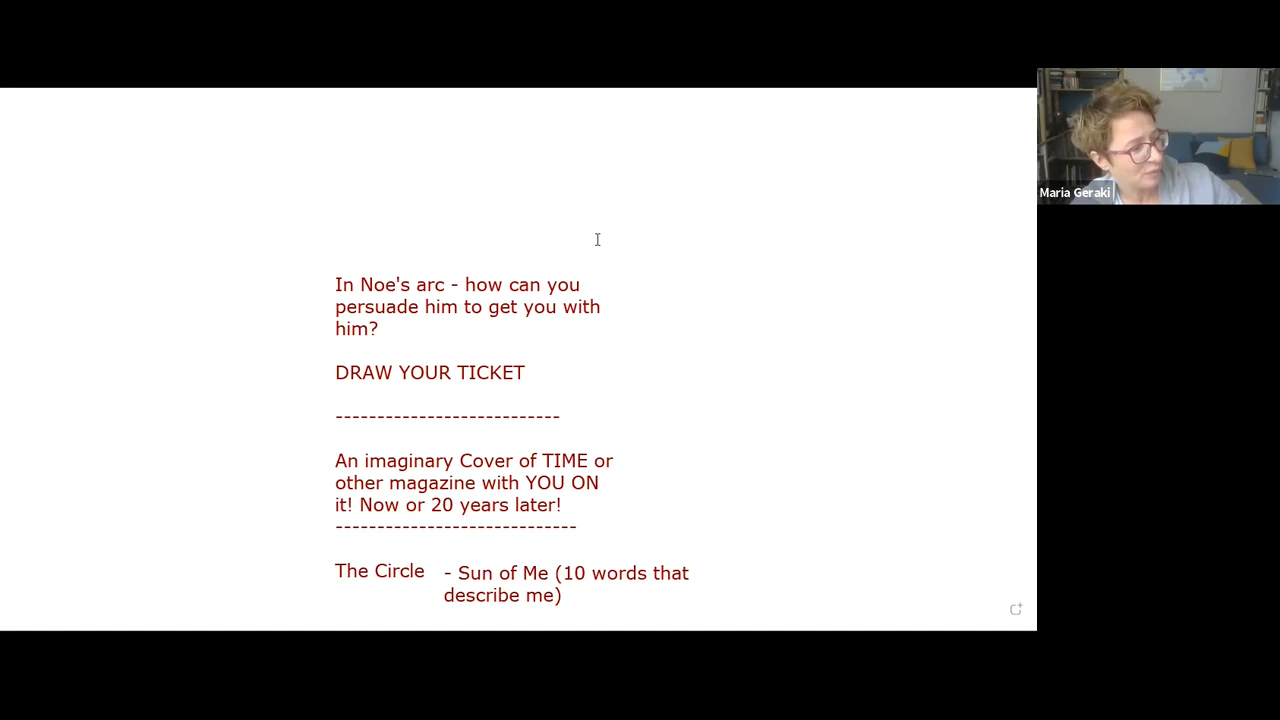 In Noe's arc - how can you
persuade him to get you with
him?
DRAW YOUR TICKET
---------------------------
An imaginary Cover of TIME or
other magazine with YOU ON
it! Now or 20 years later!
-----------------------------
The Circle - Sun of Me (10 words that
describe me)
Maria Geraki